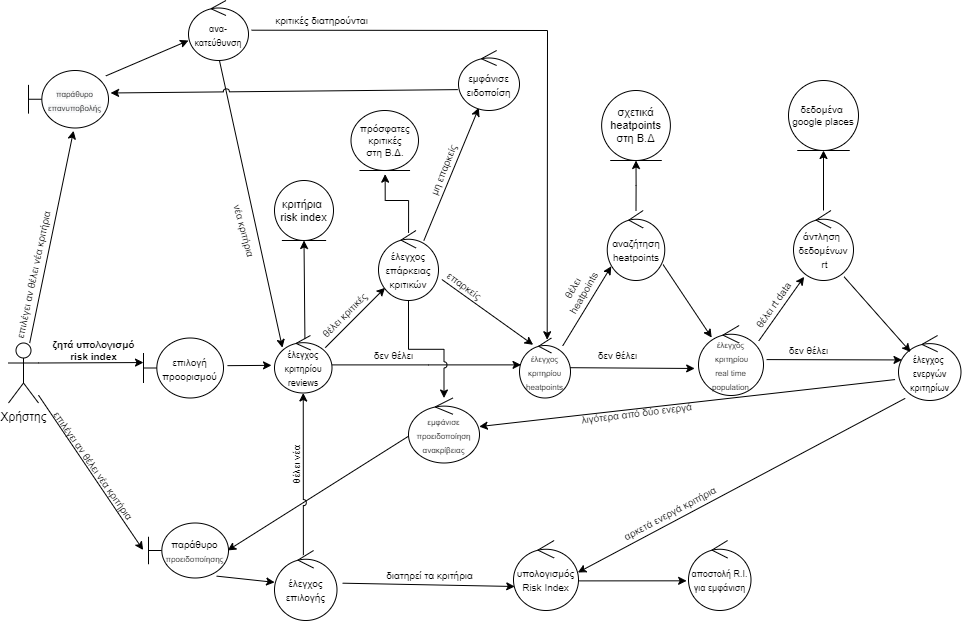 ανα-
κατεύθυνση
κριτικές διατηρούνται
παράθυρο
επανυποβολής
εμφάνισε
ειδοποίση
πρόσφατες
κριτικές
στη Β.Δ.
σχετικά
heatpoints
στη Β.Δ
δεδομένα
google places
μη επαρκείς
κριτήρια
risk index
νέα κριτήρια
επιλέγει αν θέλει νέα κριτήρια
έλεγχος
επάρκειας
κριτικών
αναζήτηση
heatpoints
άντληση
δεδομένων
rt
επαρκείς
θέλει
heatpoints
θέλει κριτικές
θέλει rt data
ζητά υπολογισμό
risk index
επιλογή
προορισμού
έλεγχος
κριτηρίου
reviews
δεν θέλει
έλεγχος
κριτηρίου
heatpoints
δεν θέλει
έλεγχος
κριτηρίου
real time
population
δεν θέλει
έλεγχος
ενεργών
κριτηρίων
Χρήστης
εμφάνισε
προειδοποίηση
ανακρίβειας
λιγότερα από δύο ενεργά
επιλέγει αν θέλει νέα κριτήρια
θέλει νέα
αρκετά ενεργά κριτήρια
παράθυρο
προειδοποίησης
έλεγχος
επιλογής
διατηρεί τα κριτήρια
υπολογισμός
Risk Index
αποστολή R.I.
για εμφάνιση